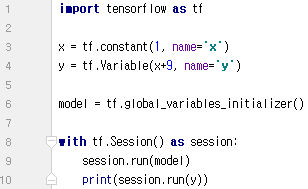 1 import tensorflow as tf
2
3 x = tf.constant(1, name='x')
4 y = tf.Variable(x+9, name='y')
5
6 model = tf.global_variables_initializer()
7
8 with tf.Session() as session:
9     session.run(model)
10     print(session.run(y))